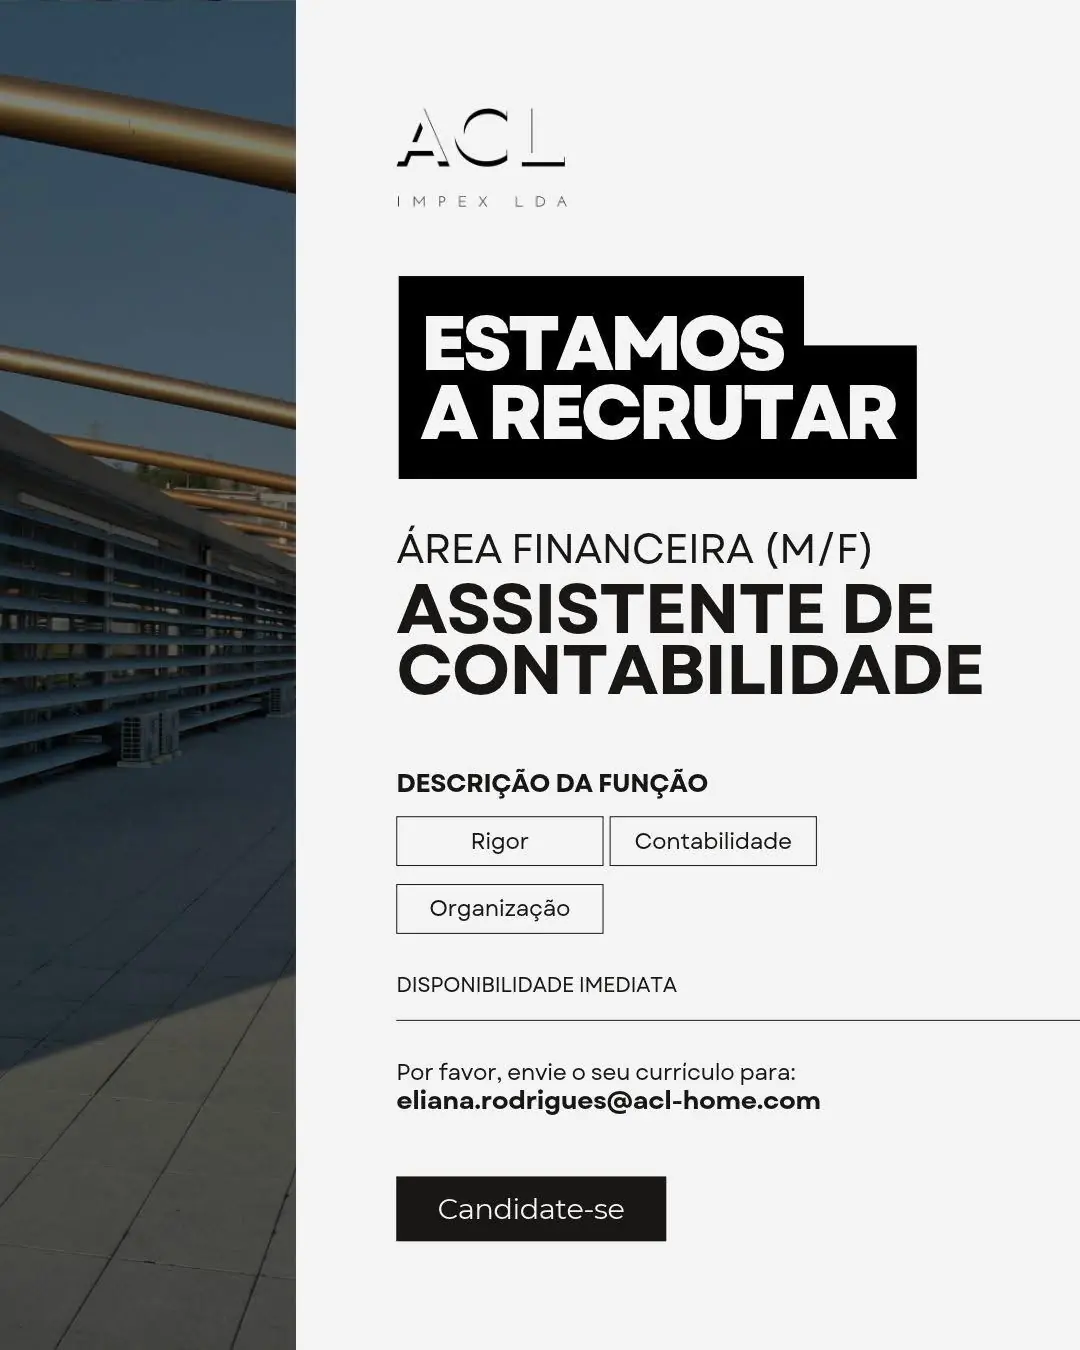 ACL
IMPEX LDA
ESTAMOS
A RECRUTAR
ÁREA FINANCEIRA (M/F)
ASSISTENTE DE
CONTABILIDADE
DESCRIÇÃO DA FUNÇÃO
Rigor
Contabilidade
Organização
DISPONIBILIDADE IMEDIATA
Por favor, envie o seu currículo para:
eliana.rodrigues@acl-home.com
Candidate-se